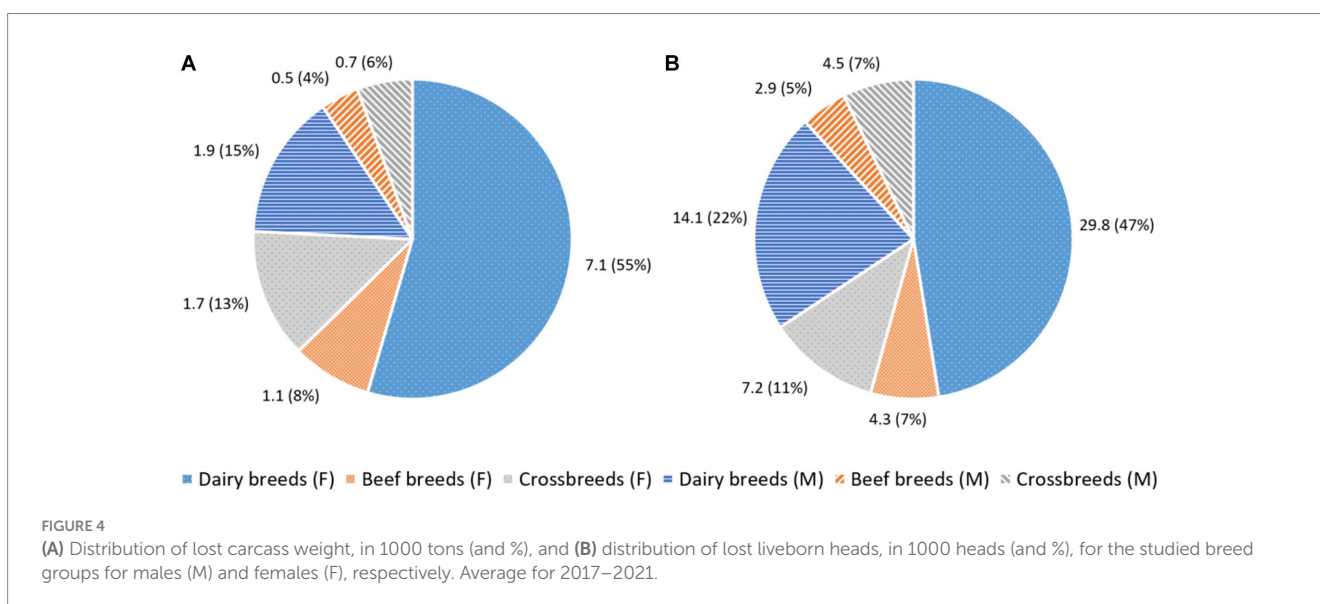 A
0.7 (6%)
0.5 (4%)
1.9 (15%)
7.1 (55%)
1.7 (13%)
1.1 (8%)
B
4.5 (7%)
2.9 (5%)
14.1 (22%)
29.8 (47%)
7.2 (11%)
4.3 (7%)
Dairy breeds (F) Beef breeds (F) Crossbreeds (F) Dairy breeds (M) Beef breeds (M) Crossbreeds (M)
FIGURE 4
(A) Distribution of lost carcass weight, in 1000 tons (and %), and (B) distribution of lost liveborn heads, in 1000 heads (and %), for the studied breed
groups for males (M) and females (F), respectively. Average for 2017–2021.